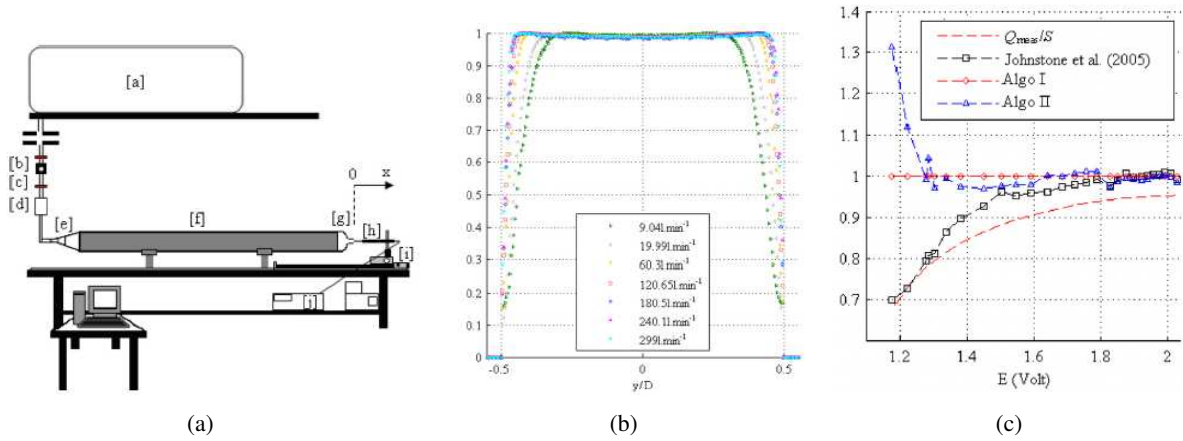 [a]
[b]
[c]
[d]
[e]
[f]
[g]
0
x
[h]
[i]
[j]
(a)
1
0.9
0.8
0.7
0.6
0.5
0.4
0.3
0.2
0.1
0
9.04l min⁻¹
19.99l min⁻¹
60.3l min⁻¹
120.65l min⁻¹
180.5l min⁻¹
240.1l min⁻¹
299l min⁻¹
-0.5
0
0.5
y/D
(b)
1.4
1.3
1.2
1.1
1
0.9
0.8
0.7
Qmeas/S
Johnstone et al. (2005)
Algo I
Algo II
1.2
1.4
1.6
1.8
2
E (Volt)
(c)